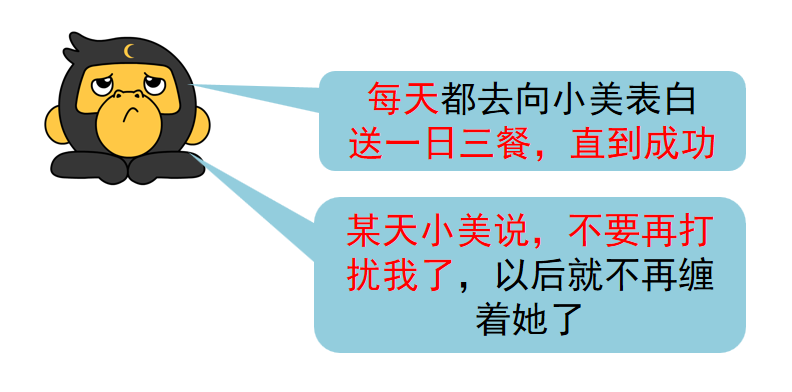 每天都去向小美表白
送一日三餐，直到成功
某天小美说，不要再打
扰我了，以后就不再缠
着她了